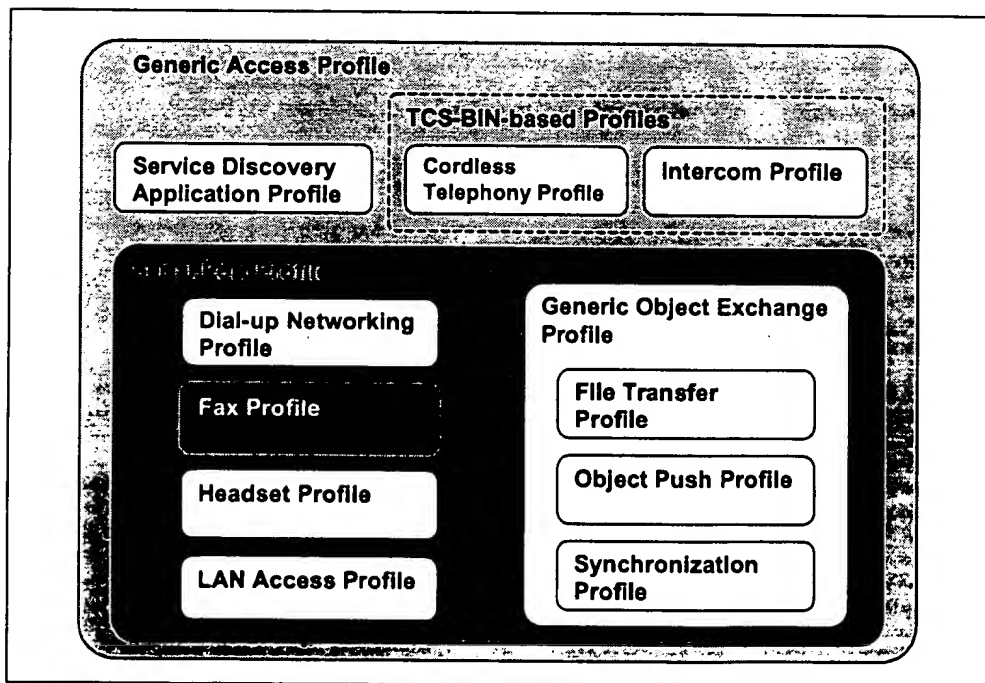 Generic Access Profile
TCS-BIN-based Profiles
Service Discovery
Application Profile
Cordless
Telephony Profile
Intercom Profile
Profile
Dial-up Networking
Profile
Fax Profile
Headset Profile
LAN Access Profile
Generic Object Exchange
Profile
File Transfer
Profile
Object Push Profile
Synchronization
Profile